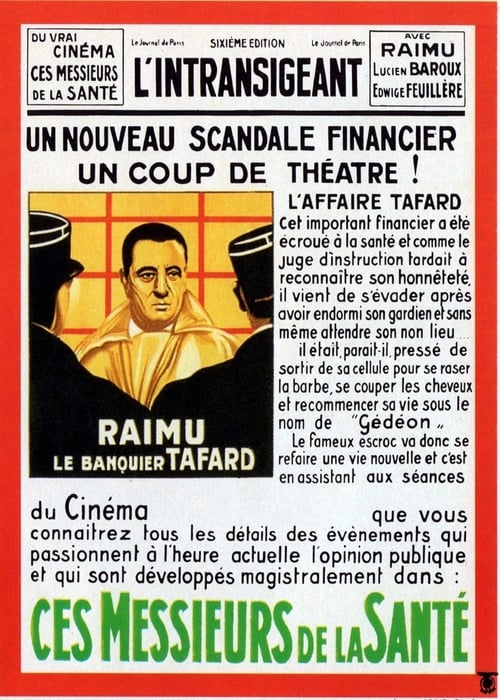 DU VRAI
CINÉMA
CES MESSIEURS
DE LA SANTÉ
Le Journal de Paris
SIXIÈME EDITION
Le Journal de Paris
L'INTRANSIGEANT
AVEC
RAIMU
LUCIEN BAROUX
EDWIGE FEUILLÈRE
UN NOUVEAU SCANDALE FINANCIER
UN COUP DE THÉATRE !
L'AFFAIRE TAFARD
Cet important financier a été
écroué à la santé et comme le
juge d'instruction tardait à
reconnaître son honnêteté,
il vient de s'évader après
avoir endormi son gardien et sans
même attendre son non lieu ...
il était, parait-il, pressé de
sortir de sa cellule pour se raser
la barbe, se couper les cheveux
et recommencer sa vie sous le
nom de "Gédéon„
Le fameux escroc va donc se
refaire une vie nouvelle et c'est
en assistant aux séances
RAIMU
LE BANQUIER TAFARD
du Cinéma que vous
connaitrez tous les détails des évènements qui
passionnent à l'heure actuelle l'opinion publique
et qui sont développés magistralement dans :
CES MESSIEURS DE LA SANTÉ